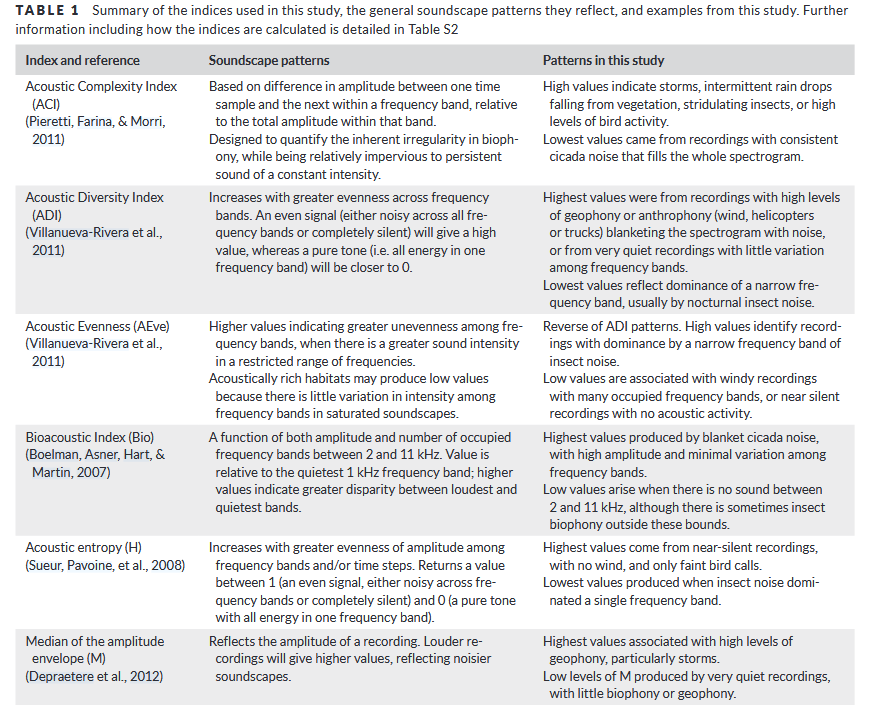 TABLE 1 Summary of the indices used in this study, the general soundscape patterns they reflect, and examples from this study. Further
information including how the indices are calculated is detailed in Table S2
Index and reference
Soundscape patterns
Patterns in this study
Acoustic Complexity Index
(ACI)
(Pieretti, Farina, & Morri,
2011)
Based on difference in amplitude between one time
sample and the next within a frequency band, relative
to the total amplitude within that band.
Designed to quantify the inherent irregularity in bioph-
ony, while being relatively impervious to persistent
sound of a constant intensity.
High values indicate storms, intermittent rain drops
falling from vegetation, stridulating insects, or high
levels of bird activity.
Lowest values came from recordings with consistent
cicada noise that fills the whole spectrogram.
Acoustic Diversity Index
(ADI)
(Villanueva-Rivera et al.,
2011)
Increases with greater evenness across frequency
bands. An even signal (either noisy across all fre-
quency bands or completely silent) will give a high
value, whereas a pure tone (i.e. all energy in one
frequency band) will be closer to 0.
Highest values were from recordings with high levels
of geophony or anthrophony (wind, helicopters
or trucks) blanketing the spectrogram with noise,
or from very quiet recordings with little variation
among frequency bands.
Lowest values reflect dominance of a narrow fre-
quency band, usually by nocturnal insect noise.
Acoustic Evenness (AEve)
(Villanueva-Rivera et al.,
2011)
Higher values indicating greater unevenness among fre-
quency bands, when there is a greater sound intensity
in a restricted range of frequencies.
Acoustically rich habitats may produce low values
because there is little variation in intensity among
frequency bands in saturated soundscapes.
Reverse of ADI patterns. High values identify record-
ings with dominance by a narrow frequency band of
insect noise.
Low values are associated with windy recordings
with many occupied frequency bands, or near silent
recordings with no acoustic activity.
Bioacoustic Index (Bio)
(Boelman, Asner, Hart, &
Martin, 2007)
A function of both amplitude and number of occupied
frequency bands between 2 and 11 kHz. Value is
relative to the quietest 1 kHz frequency band; higher
values indicate greater disparity between loudest and
quietest bands.
Highest values produced by blanket cicada noise,
with high amplitude and minimal variation among
frequency bands.
Low values arise when there is no sound between
2 and 11 kHz, although there is sometimes insect
biophony outside these bounds.
Acoustic entropy (H)
(Sueur, Pavoine, et al., 2008)
Increases with greater evenness of amplitude among
frequency bands and/or time steps. Returns a value
between 1 (an even signal, either noisy across fre-
quency bands or completely silent) and 0 (a pure tone
with all energy in one frequency band).
Highest values come from near-silent recordings,
with no wind, and only faint bird calls.
Lowest values produced when insect noise domi-
nated a single frequency band.
Median of the amplitude
envelope (M)
(Depraetere et al., 2012)
Reflects the amplitude of a recording. Louder re-
cordings will give higher values, reflecting noisier
soundscapes.
Highest values associated with high levels of
geophony, particularly storms.
Low levels of M produced by very quiet recordings,
with little biophony or geophony.